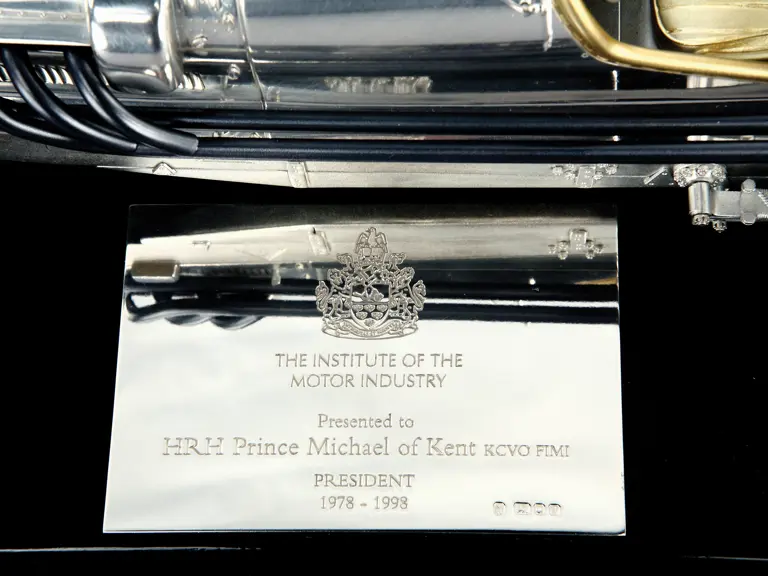 THE INSTITUTE OF THE
MOTOR INDUSTRY
Presented to
HRH Prince Michael of Kent KCVO FIMI
PRESIDENT
1978 - 1998